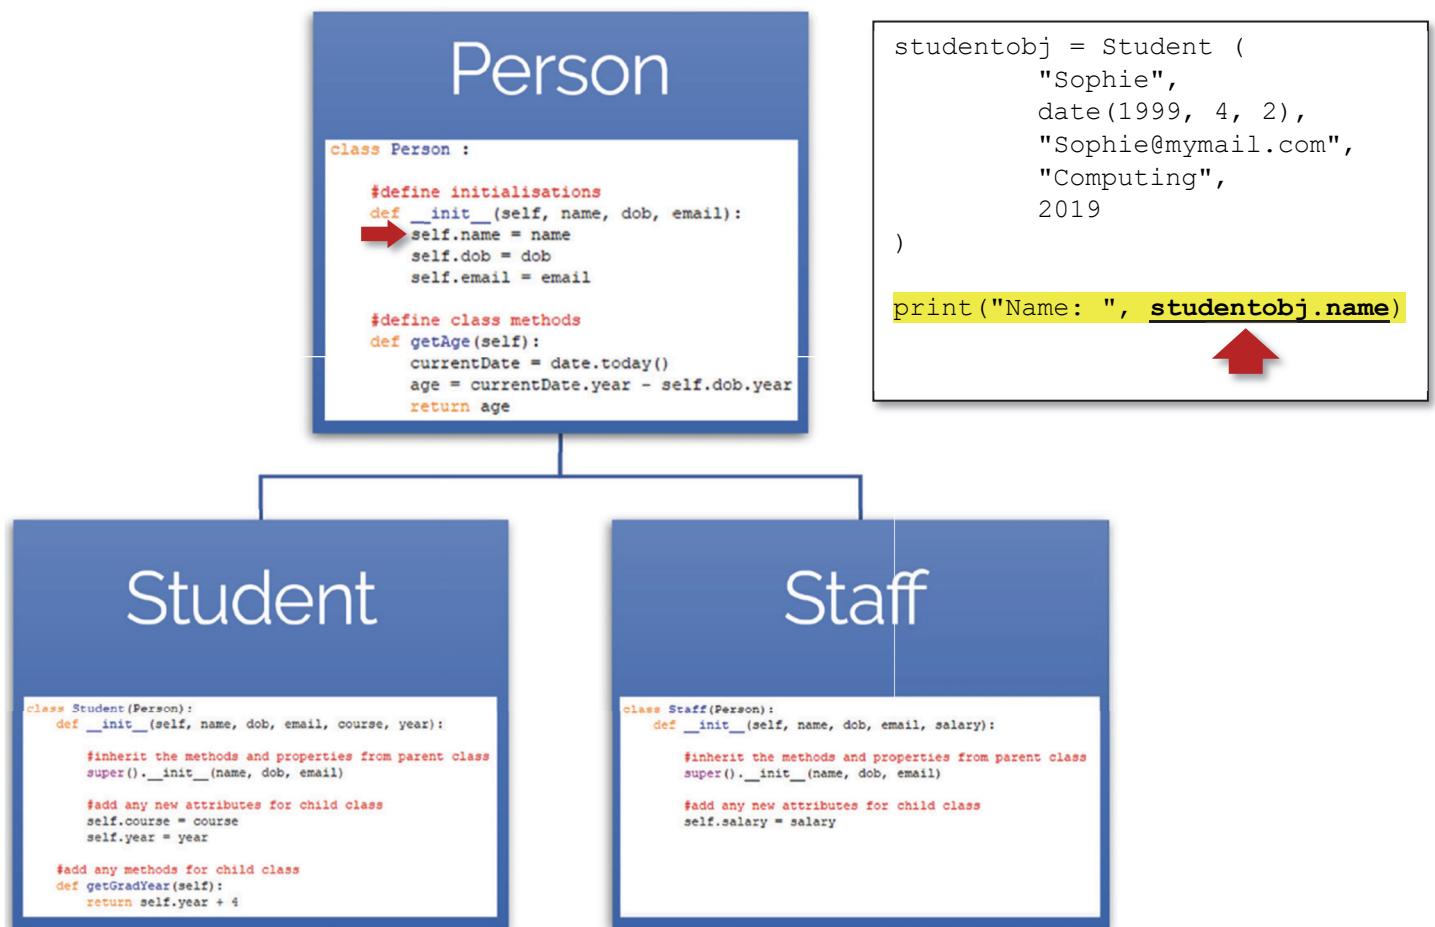 Person
class Person :
#define initialisations
def __init__(self, name, dob, email):
self.name = name
self.dob = dob
self.email = email
#define class methods
def getAge(self):
currentDate = date.today()
age = currentDate.year - self.dob.year
return age
studentobj = Student (
"Sophie",
date(1999, 4, 2),
"Sophie@mymail.com",
"Computing",
2019
)
print("Name: ", studentobj.name)
Student
class Student(Person):
def __init__(self, name, dob, email, course, year):
#inherit the methods and properties from parent class
super().__init__(name, dob, email)
#add any new attributes for child class
self.course = course
self.year = year
#add any methods for child class
def getGradYear(self):
return self.year + 4
Staff
class Staff(Person):
def __init__(self, name, dob, email, salary):
#inherit the methods and properties from parent class
super().__init__(name, dob, email)
#add any new attributes for child class
self.salary = salary